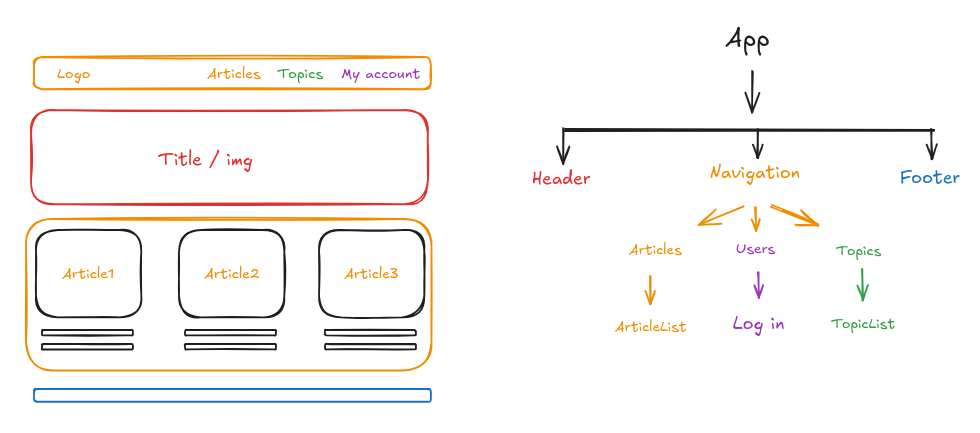 Logo
Articles
Topics
My account
Title / img
Article1
Article2
Article3
App
Header
Navigation
Footer
Articles
Users
Topics
ArticleList
Log in
TopicList